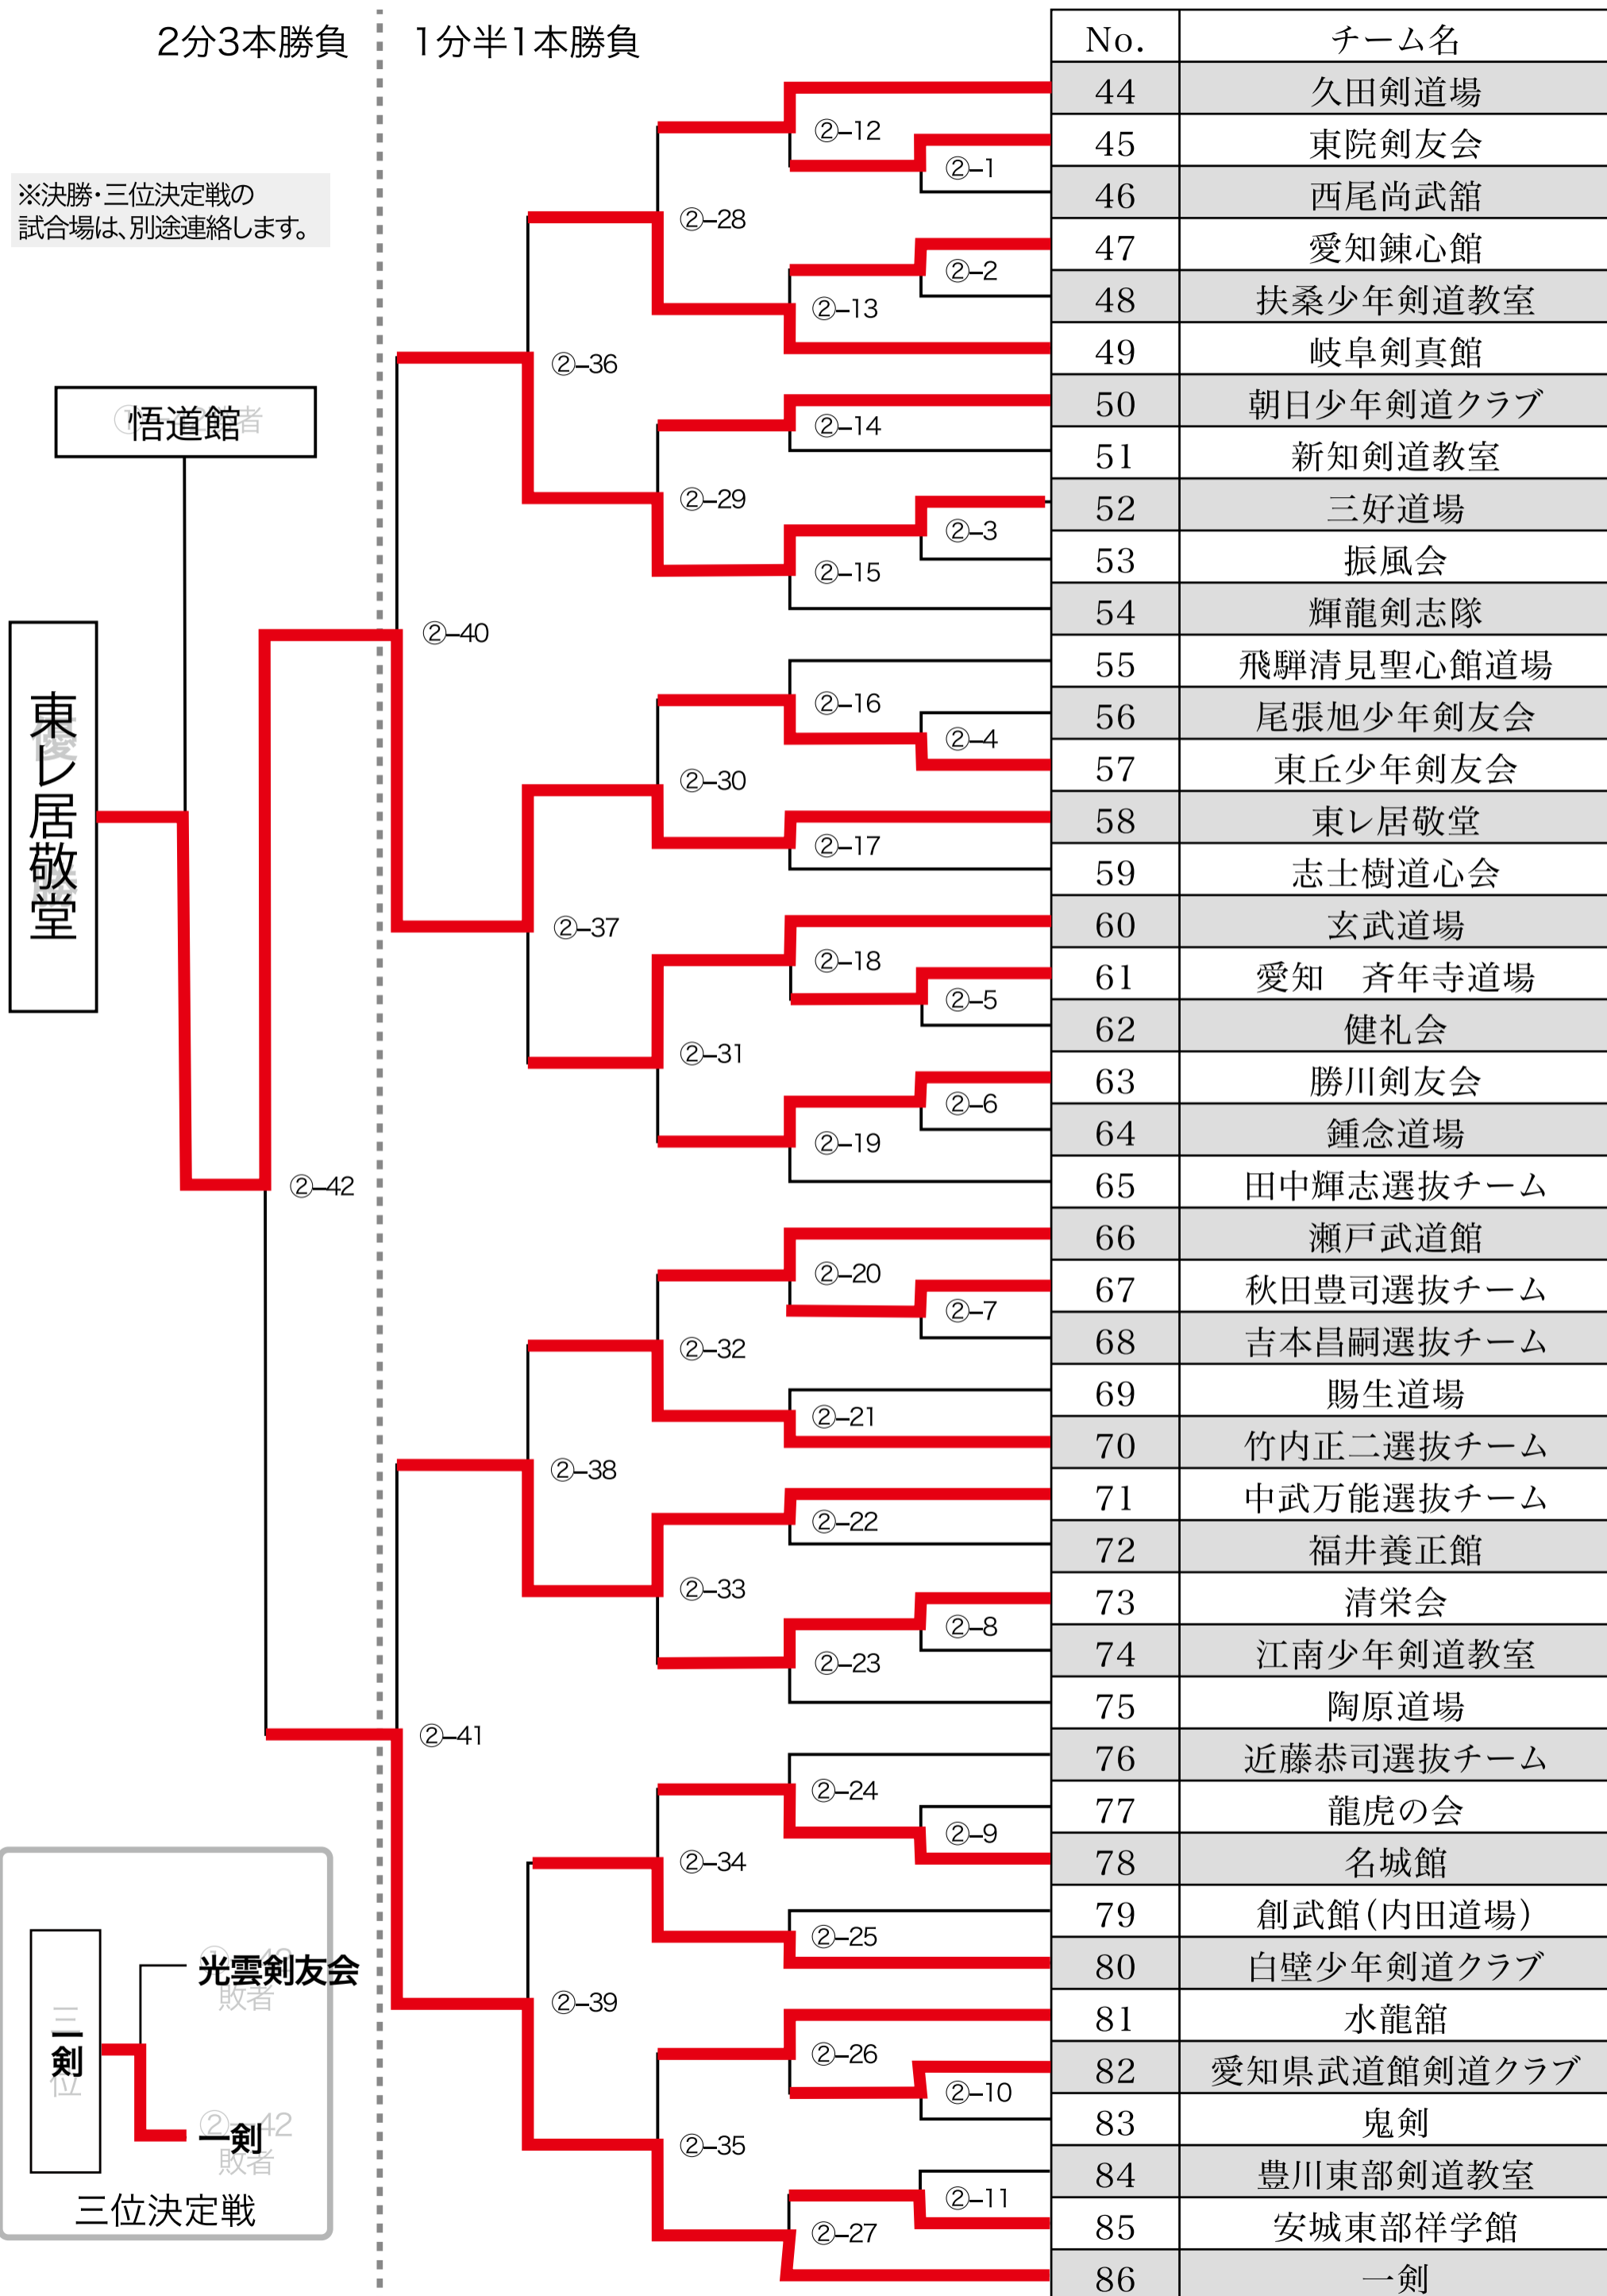 2分3本勝負
1分半1本勝負
※決勝・三位決定戦の
試合場は、別途連絡します。
悟道館
東レ居敬堂
No. チーム名
44 久田剣道場
45 東院剣友会
46 西尾尚武舘
47 愛知錬心館
48 扶桑少年剣道教室
49 岐阜剣真館
50 朝日少年剣道クラブ
51 新知剣道教室
52 三好道場
53 振風会
54 輝龍剣志隊
55 飛騨清見聖心館道場
56 尾張旭少年剣友会
57 東丘少年剣友会
58 東レ居敬堂
59 志士樹道心会
60 玄武道場
61 愛知　斉年寺道場
62 健礼会
63 勝川剣友会
64 鍾念道場
65 田中輝志選抜チーム
66 瀬戸武道館
67 秋田豊司選抜チーム
68 吉本昌嗣選抜チーム
69 賜生道場
70 竹内正二選抜チーム
71 中武万能選抜チーム
72 福井養正館
73 清栄会
74 江南少年剣道教室
75 陶原道場
76 近藤恭司選抜チーム
77 龍虎の会
78 名城館
79 創武館（内田道場）
80 白壁少年剣道クラブ
81 水龍舘
82 愛知県武道館剣道クラブ
83 鬼剣
84 豊川東部剣道教室
85 安城東部祥学館
86 一剣
②–1
②–2
②–3
②–4
②–5
②–6
②–7
②–8
②–9
②–10
②–11
②–12
②–13
②–14
②–15
②–16
②–17
②–18
②–19
②–20
②–21
②–22
②–23
②–24
②–25
②–26
②–27
②–28
②–29
②–30
②–31
②–32
②–33
②–34
②–35
②–36
②–37
②–38
②–39
②–40
②–41
②–42
光雲剣友会
敗者
一剣
②–42
一剣
敗者
三位決定戦